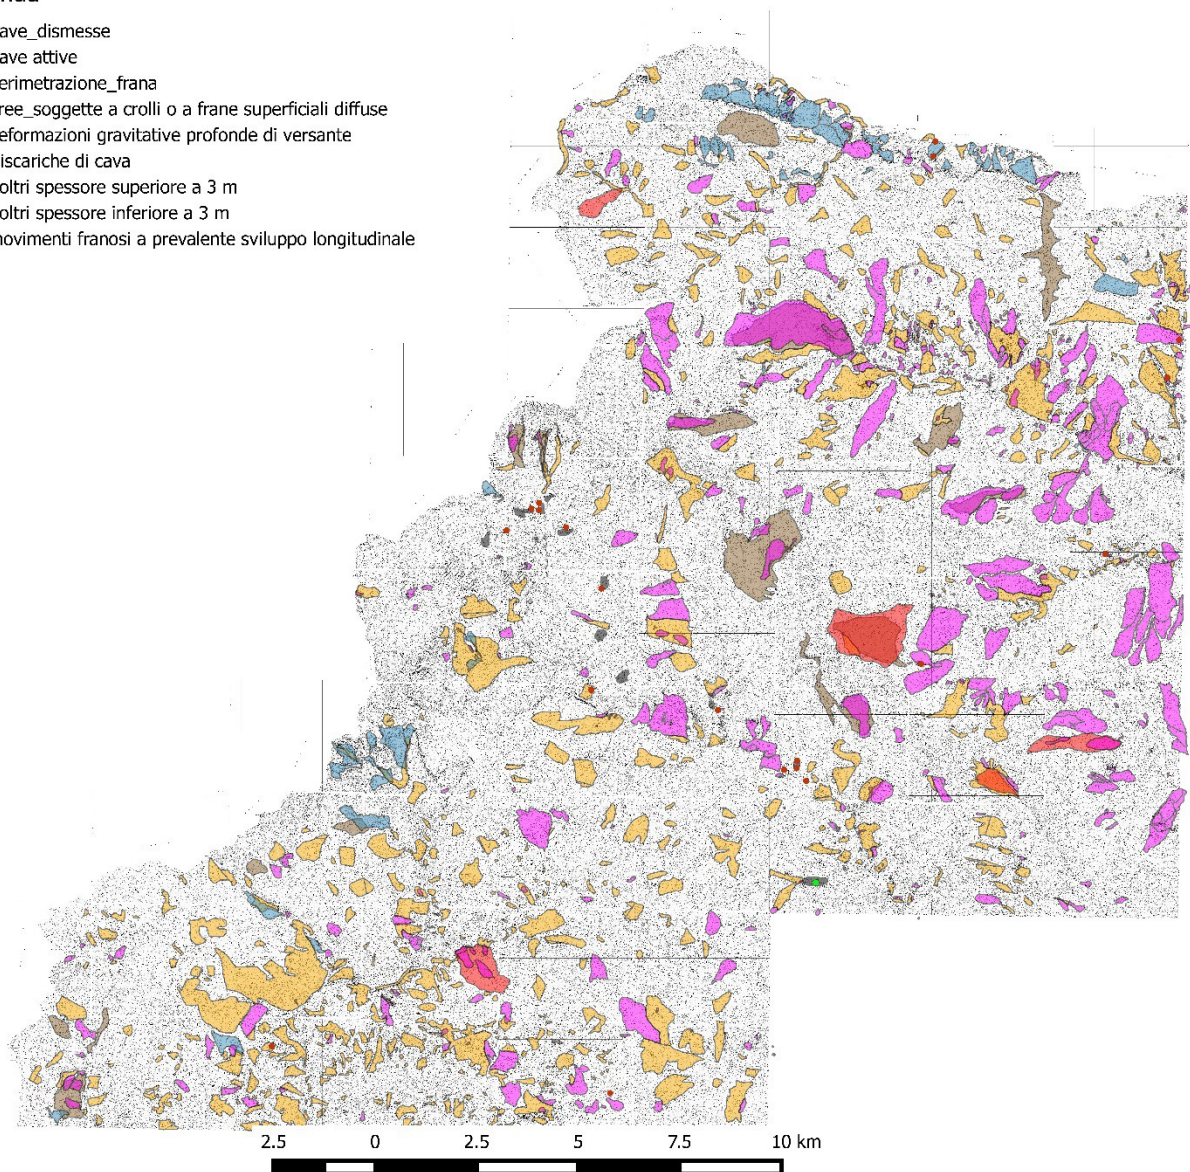 ave_dismesse
ave attive
erimetrazione_frana
ree_soggette a crolli o a frane superficiali diffuse
eformazioni gravitative profonde di versante
iscariche di cava
oltri spessore superiore a 3 m
oltri spessore inferiore a 3 m
ovimenti franosi a prevalente sviluppo longitudinale
2.5 0 2.5 5 7.5 10 km